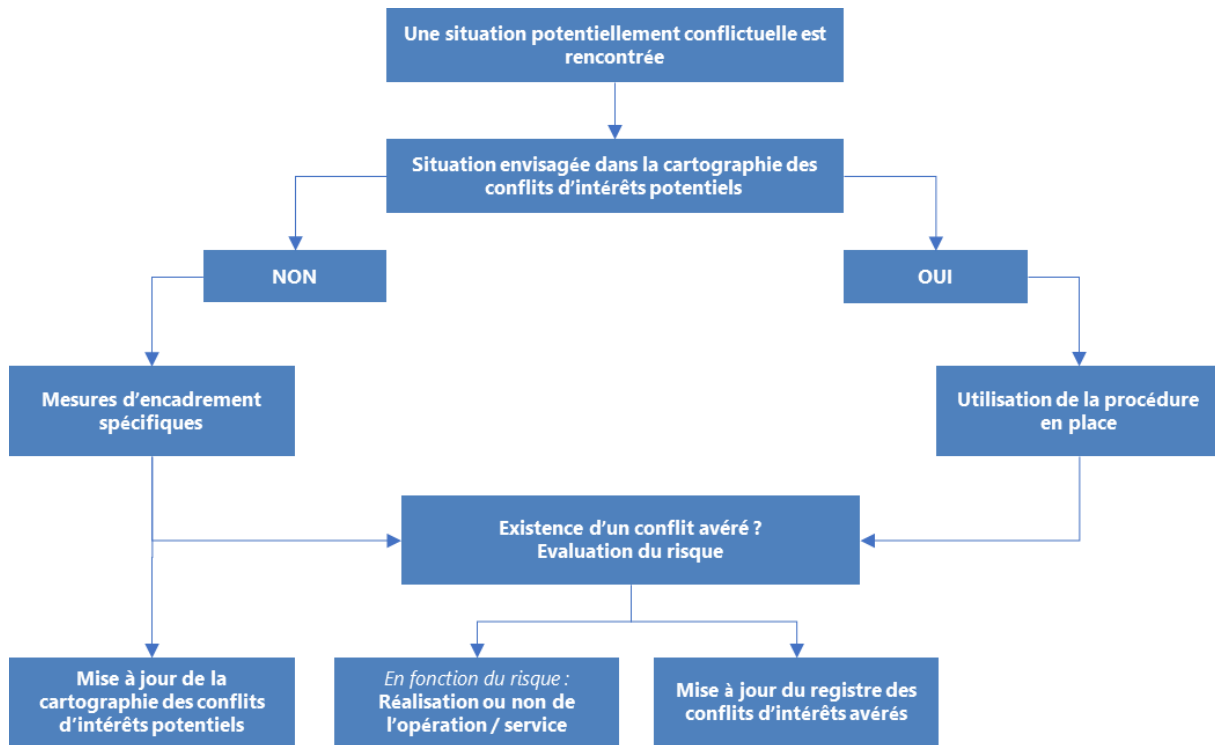 Une situation potentiellement conflictuelle est
rencontrée
Situation envisagée dans la cartographie des
conflits d’intérêts potentiels
NON
OUI
Mesures d’encadrement
spécifiques
Utilisation de la procédure
en place
Existence d’un conflit avéré ?
Evaluation du risque
Mise à jour de la
cartographie des conflits
d’intérêts potentiels
En fonction du risque :
Réalisation ou non de
l’opération / service
Mise à jour du registre des
conflits d’intérêts avérés